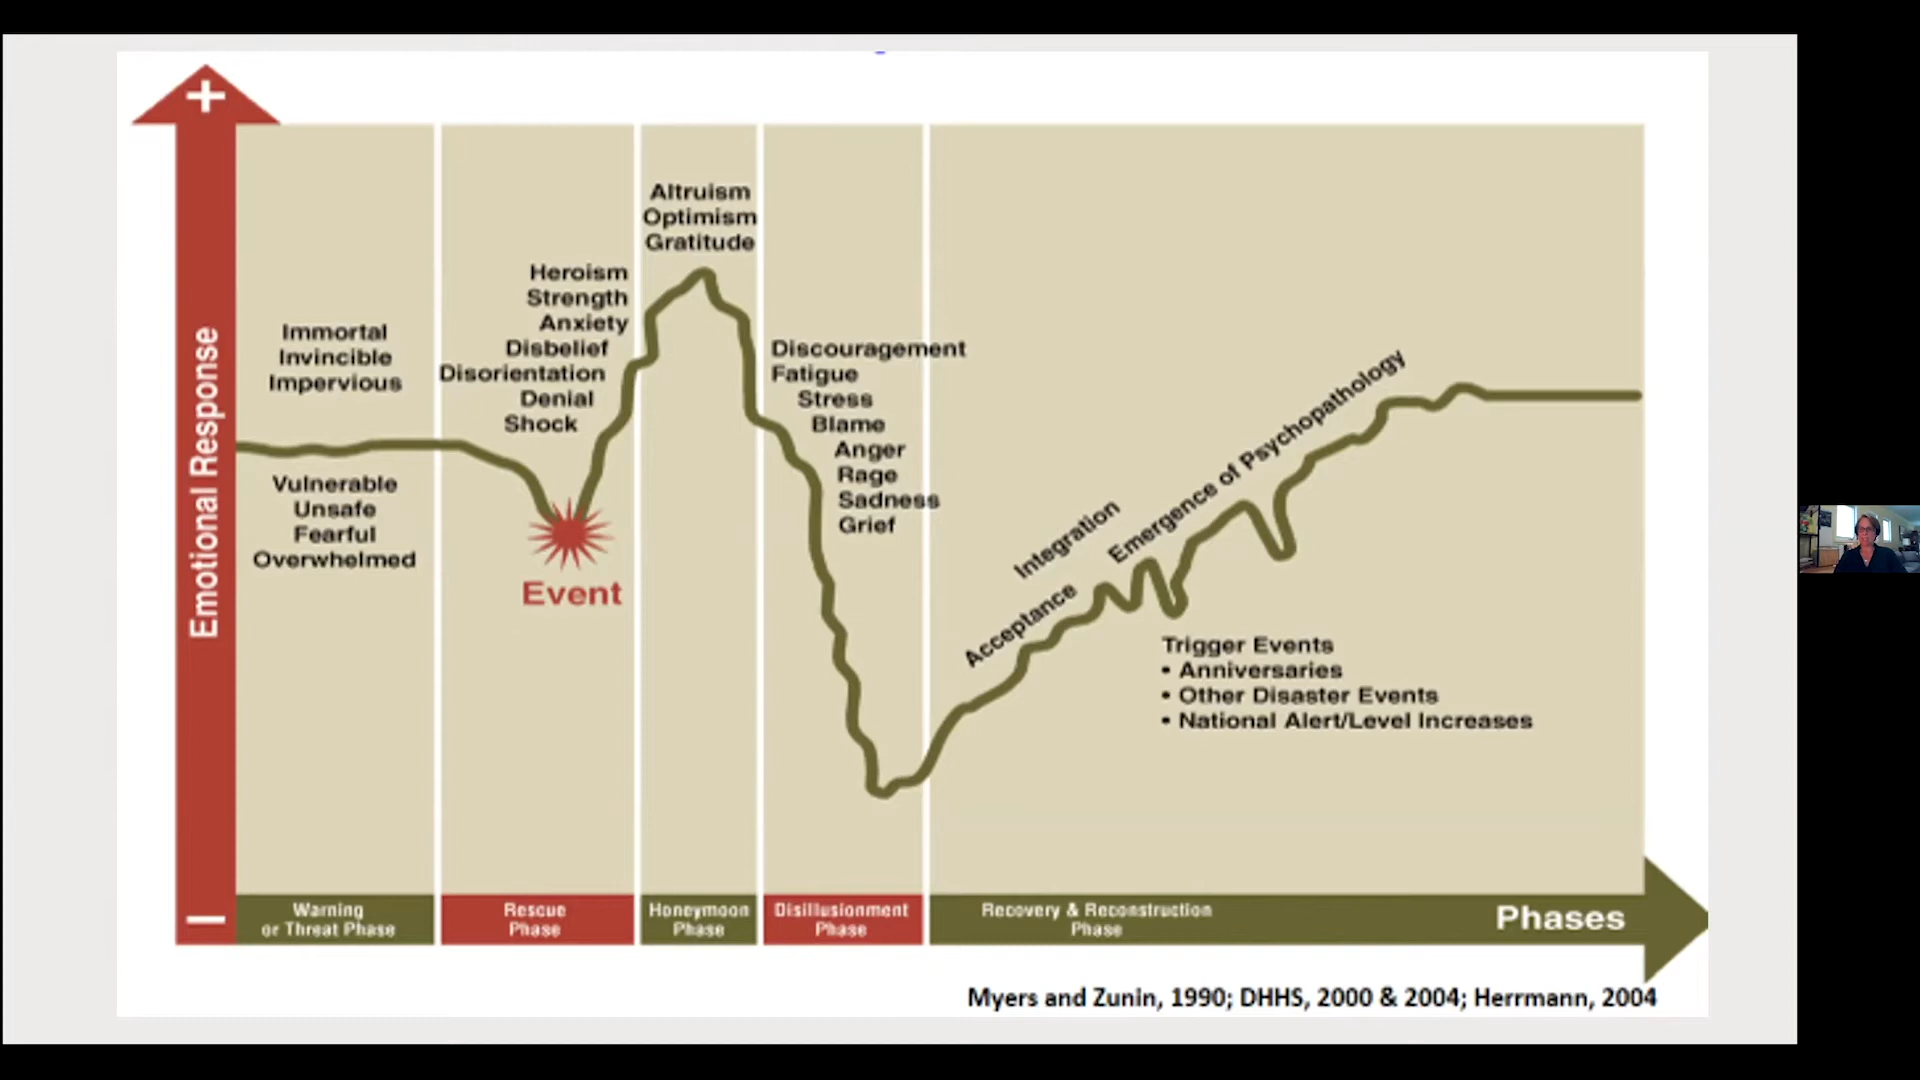 +
Emotional Response
Immortal
Invincible
Impervious
Vulnerable
Unsafe
Fearful
Overwhelmed
Heroism
Strength
Anxiety
Disbelief
Disorientation
Denial
Shock
Event
Altruism
Optimism
Gratitude
Discouragement
Fatigue
Stress
Blame
Anger
Rage
Sadness
Grief
Acceptance
Integration
Emergence of Psychopathology
Trigger Events
• Anniversaries
• Other Disaster Events
• National Alert/Level Increases
—
Warning
or Threat Phase
Rescue
Phase
Honeymoon
Phase
Disillusionment
Phase
Recovery & Reconstruction
Phase
Phases
Myers and Zunin, 1990; DHHS, 2000 & 2004; Herrmann, 2004